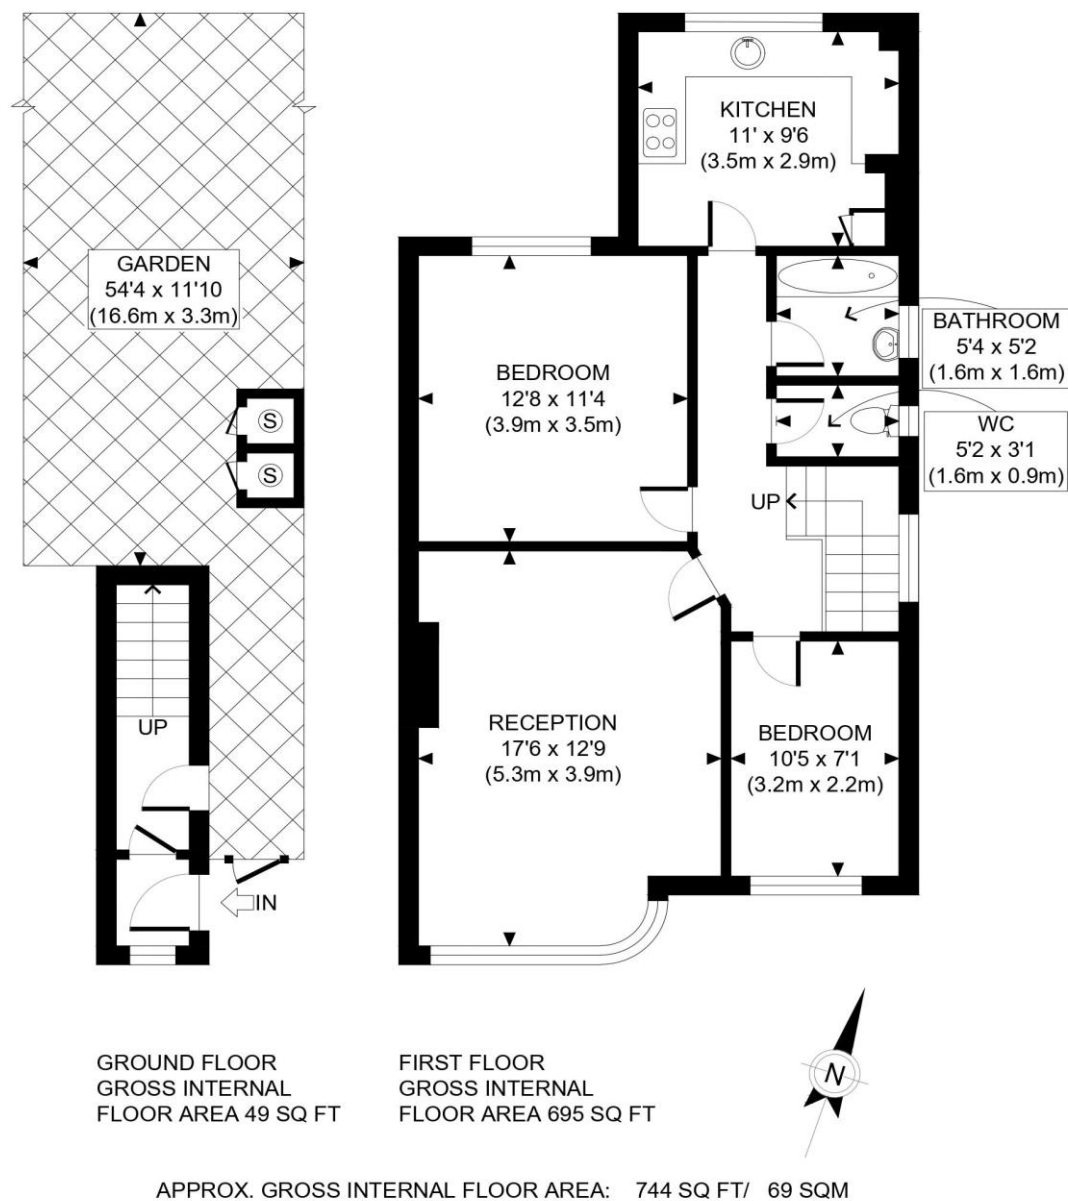 KITCHEN
11' x 9'6
(3.5m x 2.9m)
GARDEN
54'4 x 11'10
(16.6m x 3.3m)
BATHROOM
5'4 x 5'2
(1.6m x 1.6m)
BEDROOM
12'8 x 11'4
(3.9m x 3.5m)
S
S
WC
5'2 x 3'1
(1.6m x 0.9m)
UP
UP
RECEPTION
17'6 x 12'9
(5.3m x 3.9m)
BEDROOM
10'5 x 7'1
(3.2m x 2.2m)
IN
GROUND FLOOR
GROSS INTERNAL
FLOOR AREA 49 SQ FT
FIRST FLOOR
GROSS INTERNAL
FLOOR AREA 695 SQ FT
N
APPROX. GROSS INTERNAL FLOOR AREA: 744 SQ FT/ 69 SQM